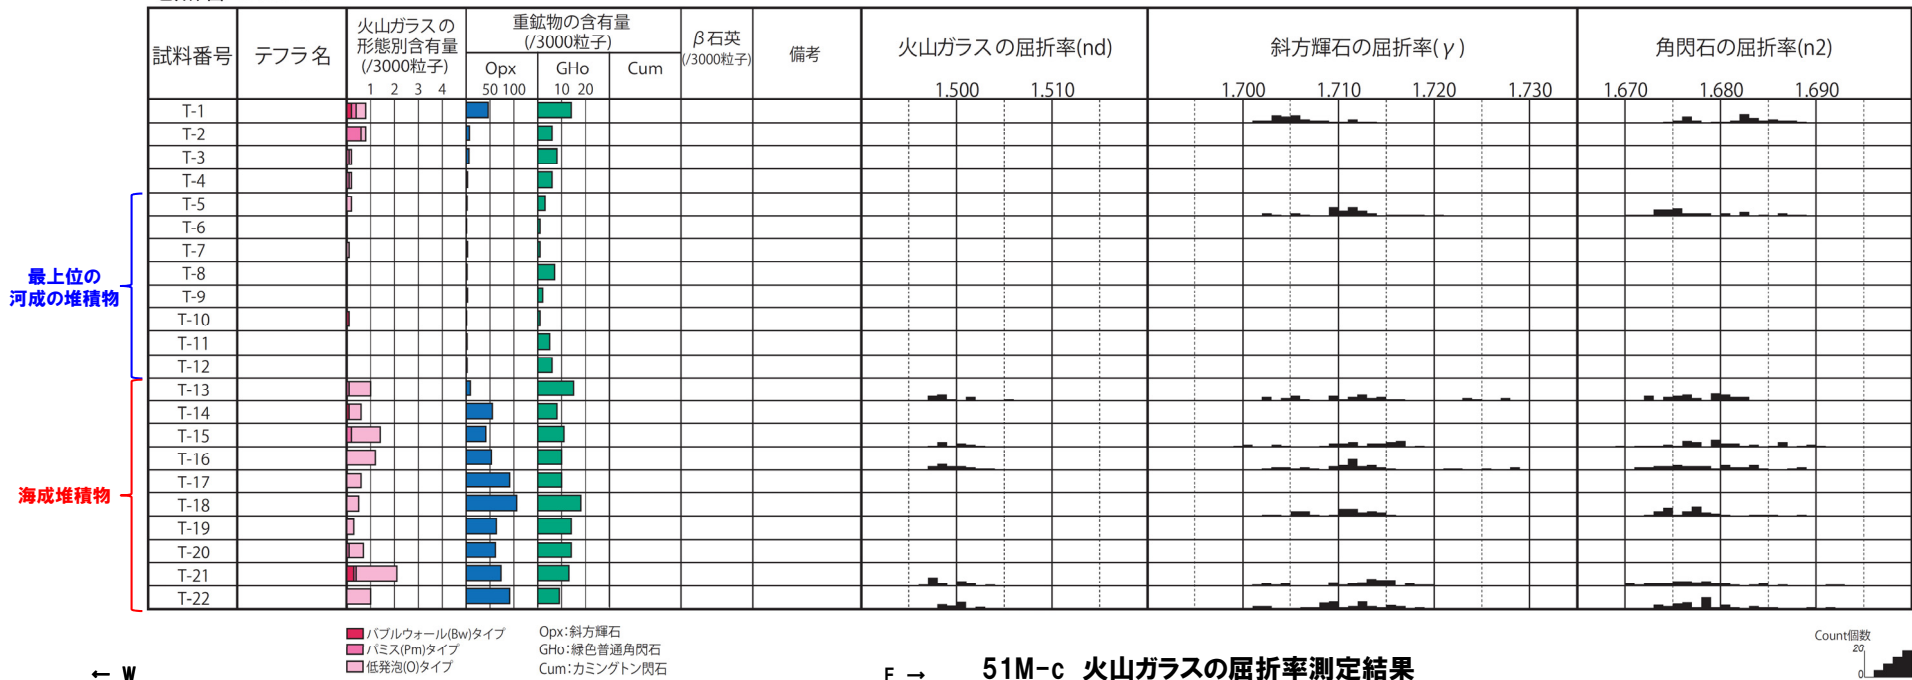 試料番号
テフラ名
火山ガラスの
形態別含有量
(/3000粒子)
1 2 3 4
重鉱物の含有量
(/3000粒子)
Opx GHo Cum
50 100 10 20
β石英
(/3000粒子)
備考
火山ガラスの屈折率(nd)
1.500 1.510
斜方輝石の屈折率(γ)
1.700 1.710 1.720 1.730
角閃石の屈折率(n2)
1.670 1.680 1.690
T-1
T-2
T-3
T-4
T-5
T-6
T-7
T-8
T-9
T-10
T-11
T-12
T-13
T-14
T-15
T-16
T-17
T-18
T-19
T-20
T-21
T-22
最上位の
河成の堆積物
海成堆積物
バブルウォール(Bw)タイプ
パミス(Pm)タイプ
低発泡(O)タイプ
Opx:斜方輝石
GHo:緑色普通角閃石
Cum:カミングトン閃石
Count個数
20
0
← W
E →
51M-c 火山ガラスの屈折率測定結果